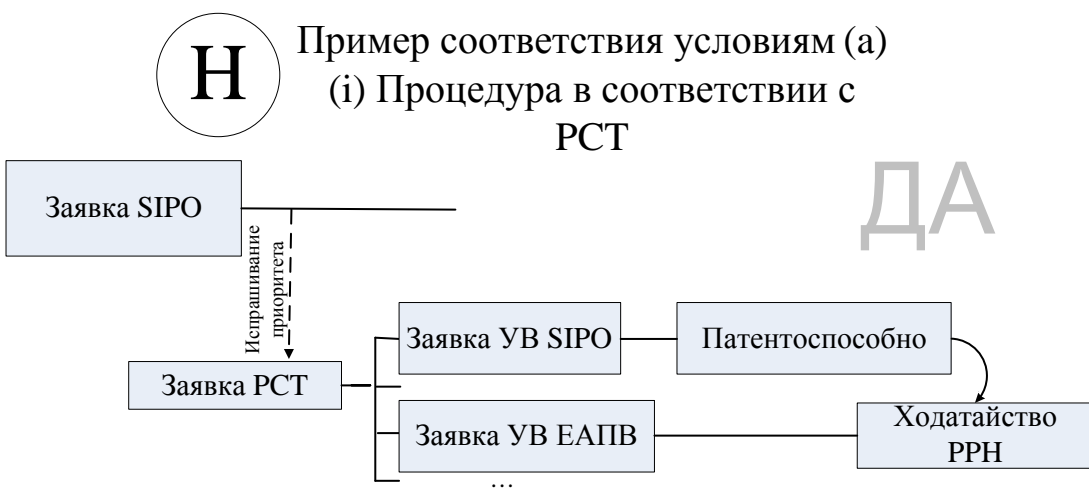 Н
Пример соответствия условиям (a)
(i) Процедура в соответствии с
PCT
ДА
Заявка SIPO
Испрашивание
приоритета
Заявка PCT
Заявка УВ SIPO
Патентоспособно
Заявка УВ ЕАПВ
Ходатайство
PPH
...